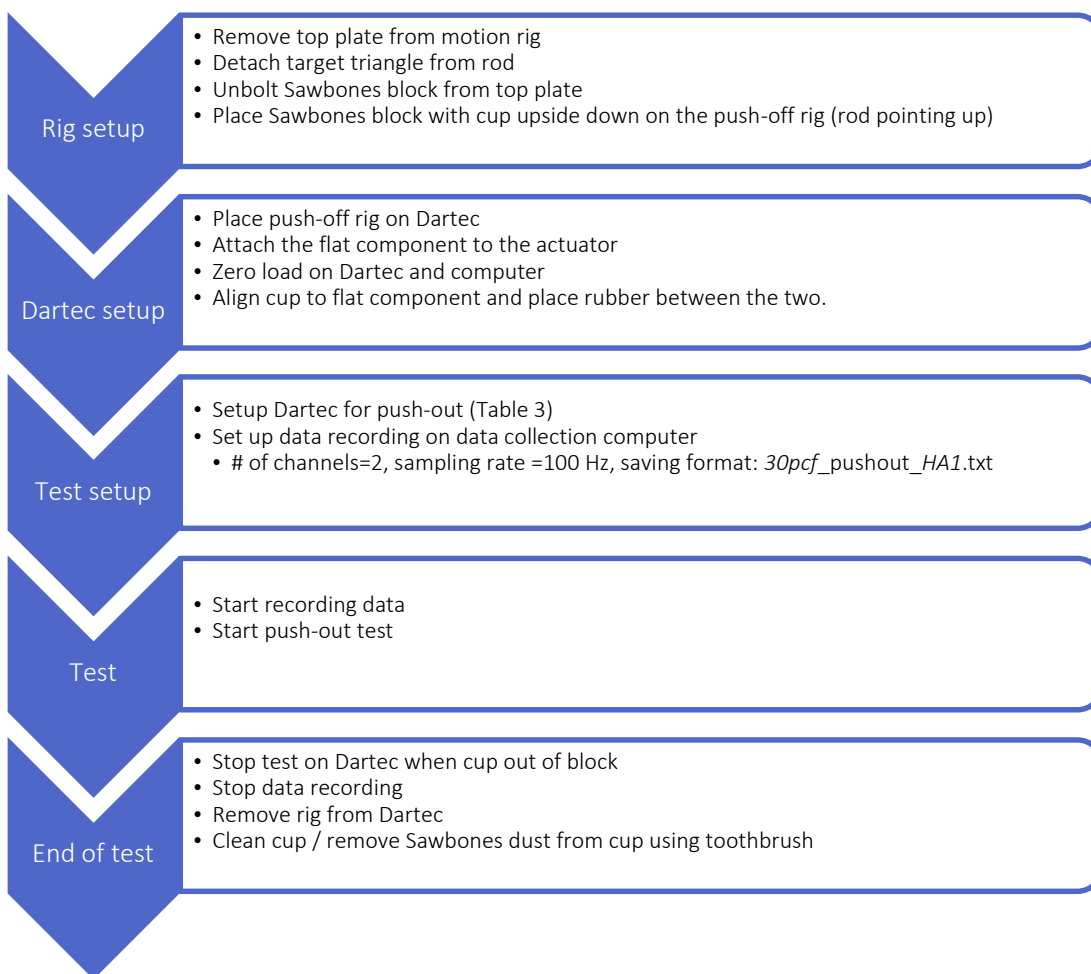 Rig setup
• Remove top plate from motion rig
• Detach target triangle from rod
• Unbolt Sawbones block from top plate
• Place Sawbones block with cup upside down on the push-off rig (rod pointing up)
Dartec setup
• Place push-off rig on Dartec
• Attach the flat component to the actuator
• Zero load on Dartec and computer
• Align cup to flat component and place rubber between the two.
Test setup
• Setup Dartec for push-out (Table 3)
• Set up data recording on data collection computer
• # of channels=2, sampling rate =100 Hz, saving format: 30pcf_pushout_HA1.txt
Test
• Start recording data
• Start push-out test
End of test
• Stop test on Dartec when cup out of block
• Stop data recording
• Remove rig from Dartec
• Clean cup / remove Sawbones dust from cup using toothbrush